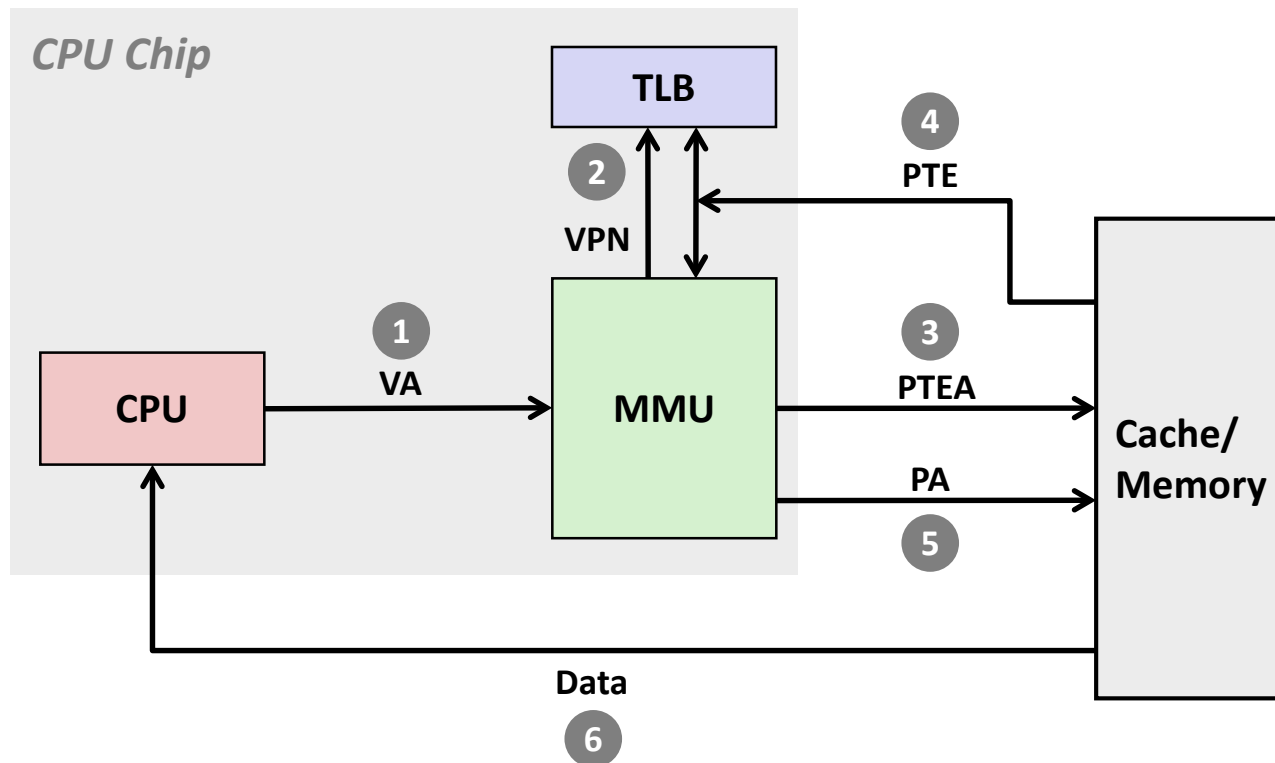 CPU Chip
TLB
4
PTE
2
VPN
1
VA
3
PTEA
CPU
MMU
Cache/
Memory
PA
5
Data
6